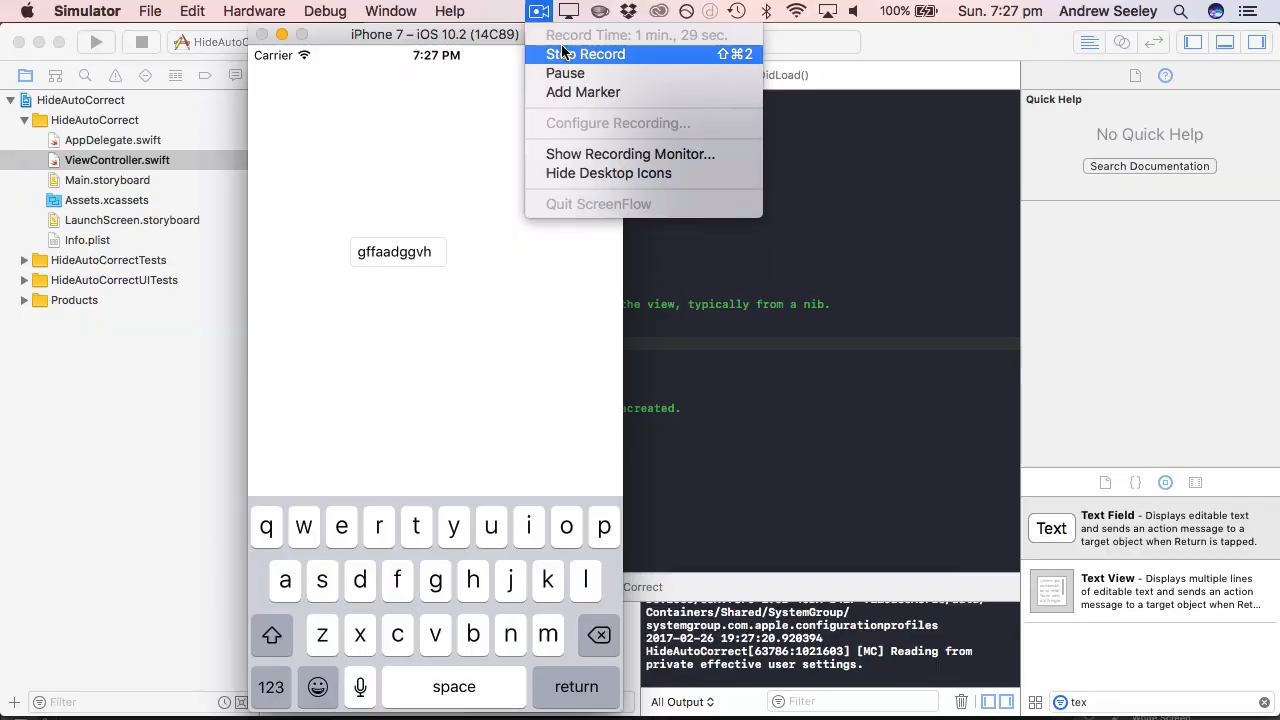 Simulator File Edit Hardware Debug Window Help 100% Sun. 7:27 pm Andrew Seeley
iPhone 7 – iOS 10.2 (14C89)
HideAutoC
Carrier 7:27 PM
Record Time: 1 min., 29 sec.
Stop Record ⇧⌘2
Pause
Add Marker
Configure Recording...
Show Recording Monitor...
Hide Desktop Icons
Quit ScreenFlow
DidLoad()
HideAutoCorrect
HideAutoCorrect
AppDelegate.swift
ViewController.swift
Main.storyboard
Assets.xcassets
LaunchScreen.storyboard
Info.plist
HideAutoCorrectTests
HideAutoCorrectUITests
Products
gffaadggvh
the view, typically from a nib.
ecreated.
q w e r t y u i o p
a s d f g h j k l
z x c v b n m
123 space return
Quick Help
No Quick Help
Search Documentation
Text
Text Field - Displays editable text
and sends an action message to a
target object when Return is tapped.
Text View - Displays multiple lines
of editable text and sends an action
message to a target object when Ret...
Correct
Containers/Shared/SystemGroup/
systemgroup.com.apple.configurationprofiles
2017-02-26 19:27:20.920394
HideAutoCorrect[63786:1021603] [MC] Reading from
private effective user settings.
Filter
All Output
Filter
tex